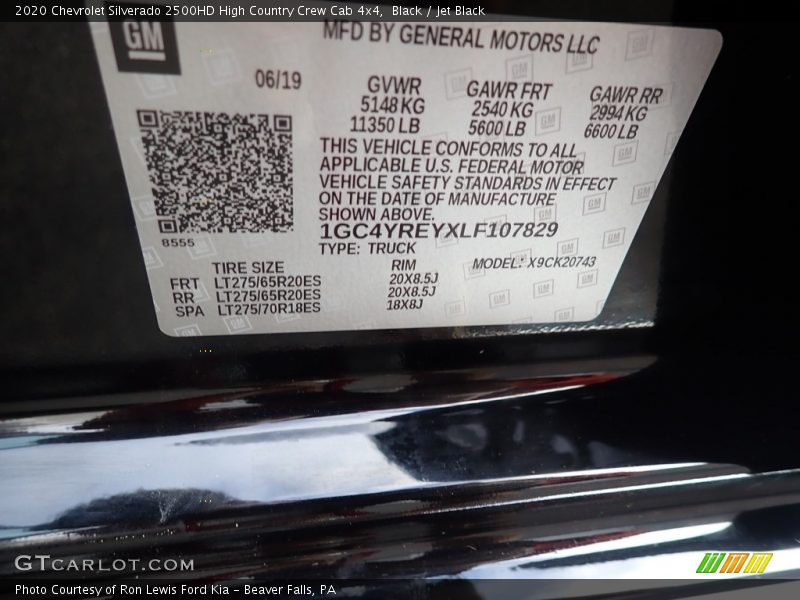 2020 Chevrolet Silverado 2500HD High Country Crew Cab 4x4, Black / Jet Black
GM
MFD BY GENERAL MOTORS LLC
06/19
GVWR GAWR FRT GAWR RR
5148 KG 2540 KG 2994 KG
11350 LB 5600 LB 6600 LB
THIS VEHICLE CONFORMS TO ALL
APPLICABLE U.S. FEDERAL MOTOR
VEHICLE SAFETY STANDARDS IN EFFECT
ON THE DATE OF MANUFACTURE
SHOWN ABOVE.
1GC4YREYXLF107829
8555
TYPE: TRUCK
TIRE SIZE RIM MODEL: X9CK20743
FRT LT275/65R20ES 20X8.5J
RR LT275/65R20ES 20X8.5J
SPA LT275/70R18ES 18X8J
GTCARLOT.COM
Photo Courtesy of Ron Lewis Ford Kia - Beaver Falls, PA